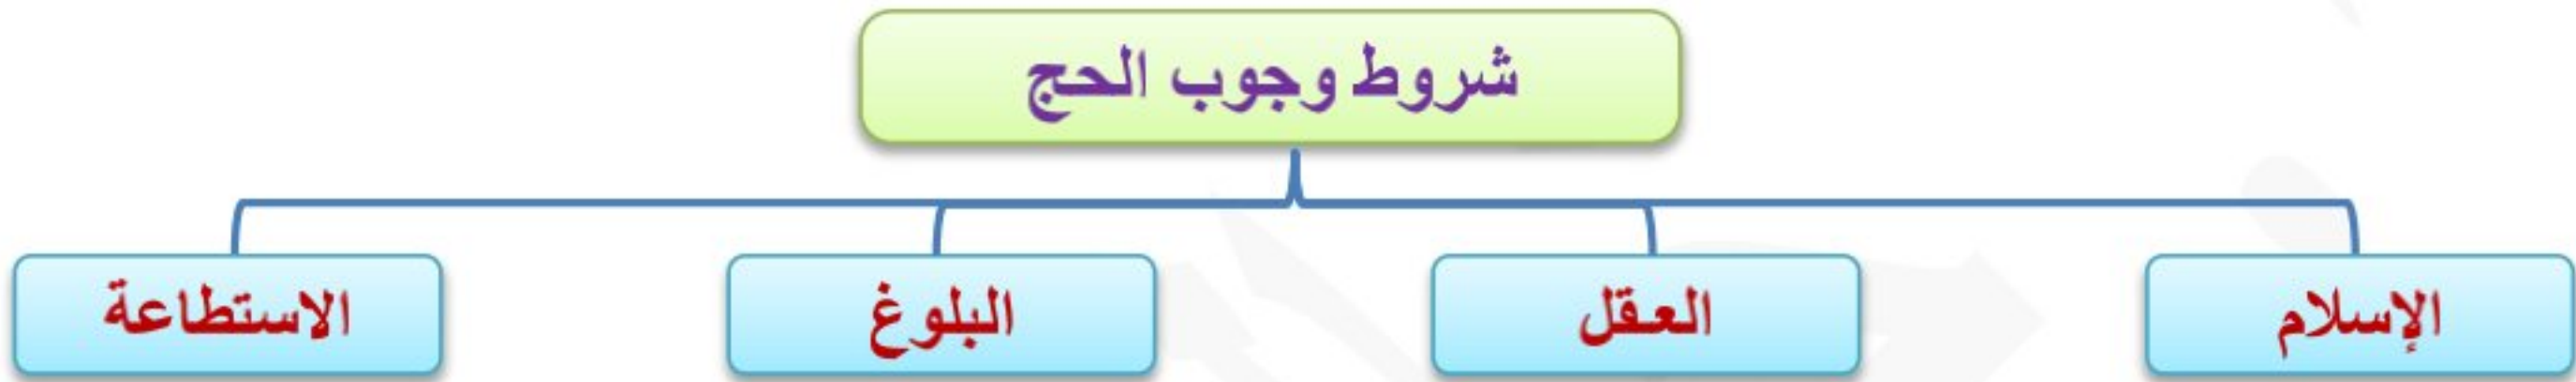 شروط وجوب الحج
الإسلام
العقل
البلوغ
الاستطاعة